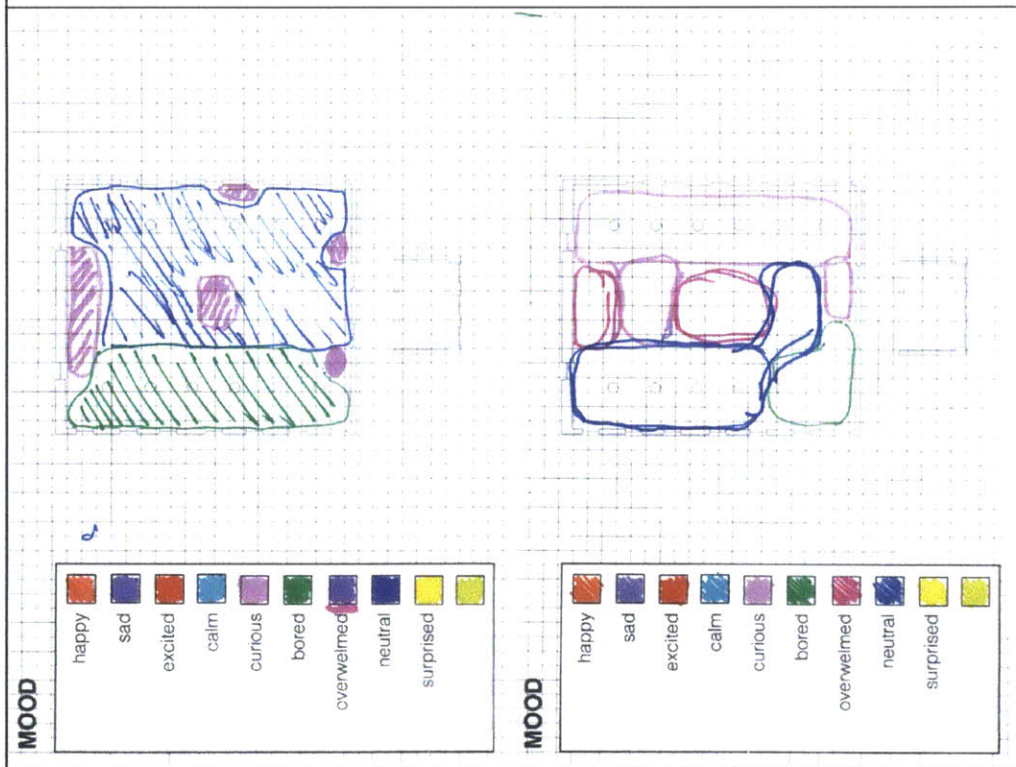 MOOD
happy
sad
excited
calm
curious
bored
overwelmed
neutral
surprised
MOOD
happy
sad
excited
calm
curious
bored
overwelmed
neutral
surprised